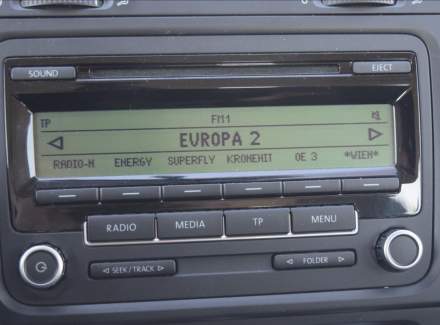 SOUND EJECT
TP FM1
EVROPA 2
RADIO-N ENERGY SUPERFLY KRONEHIT OE 3 *WIEN*
RADIO MEDIA TP MENU
SEEK / TRACK FOLDER